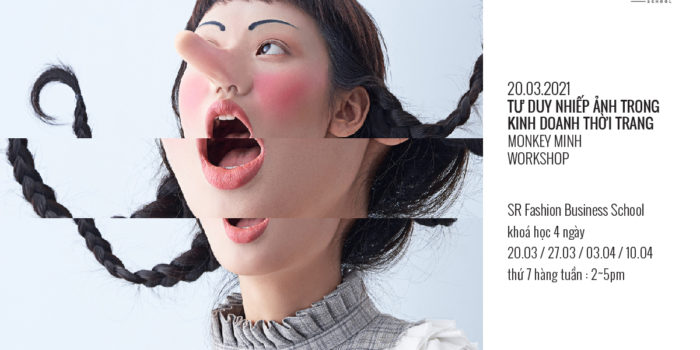 SCHOOL
20.03.2021
TƯ DUY NHIẾP ẢNH TRONG
KINH DOANH THỜI TRANG
MONKEY MINH
WORKSHOP
SR Fashion Business School
khoá học 4 ngày
20.03 / 27.03 / 03.04 / 10.04
thứ 7 hàng tuần : 2~5pm